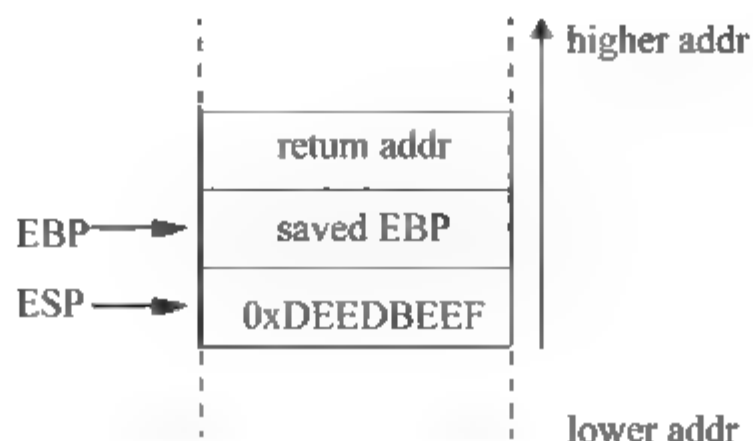 higher addr
return addr
EBP
saved EBP
ESP
0xDEEDBEEF
lower addr